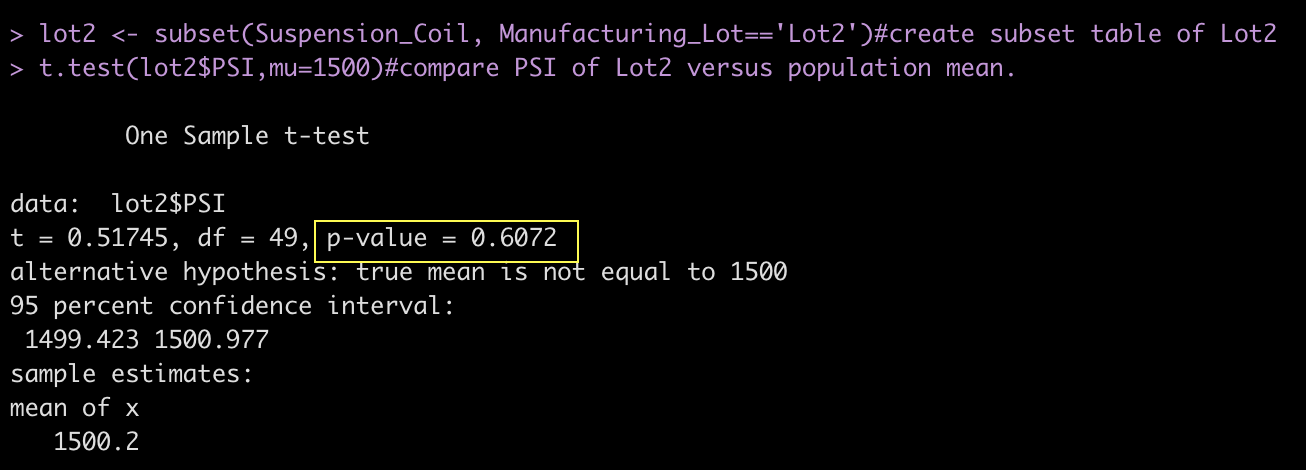 > lot2 <- subset(Suspension_Coil, Manufacturing_Lot=='Lot2')#create subset table of Lot2
> t.test(lot2$PSI,mu=1500)#compare PSI of Lot2 versus population mean.
One Sample t-test
data:  lot2$PSI
t = 0.51745, df = 49, p-value = 0.6072
alternative hypothesis: true mean is not equal to 1500
95 percent confidence interval:
1499.423 1500.977
sample estimates:
mean of x
1500.2